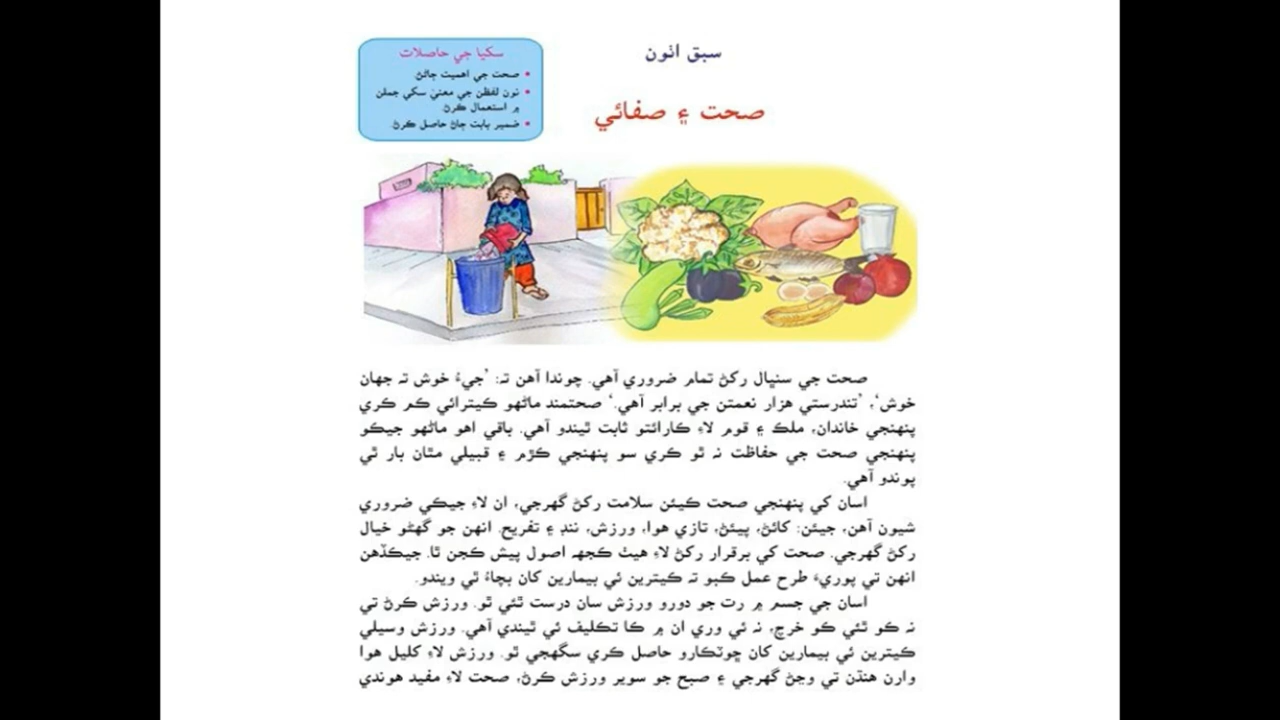 سبق اٺون
صحت ۽ صفائي
سکيا جي حاصلات
• صحت جي اهميت ڄاڻڻ
• نون لفظن جي معنيٰ سکي جملن
۾ استعمال ڪرڻ.
• ضمير بابت ڄاڻ حاصل ڪرڻ.
صحت جي سنڀال رکڻ تمام ضروري آهي. چوندا آهن تہ: ’جيءُ خوش تہ جهان
خوش‘، ’تندرستي هزار نعمتن جي برابر آهي.‘ صحتمند ماڻهو ڪيترائي ڪم ڪري
پنهنجي خاندان، ملڪ ۽ قوم لاءِ ڪارائتو ثابت ٿيندو آهي. باقي اهو ماڻهو جيڪو
پنهنجي صحت جي حفاظت نہ ٿو ڪري سو پنهنجي ڪڙم ۽ قبيلي مٿان بار ٿي
پوندو آهي.
اسان کي پنهنجي صحت ڪيئن سلامت رکڻ گهرجي، ان لاءِ جيڪي ضروري
شيون آهن، جيئن: کائڻ، پيئڻ، تازي هوا، ورزش، ننڊ ۽ تفريح. انهن جو گهڻو خيال
رکڻ گهرجي. صحت کي برقرار رکڻ لاءِ هيٺ ڪجهہ اصول پيش ڪجن ٿا. جيڪڏهن
انهن تي پوريءَ طرح عمل ڪبو تہ ڪيترين ئي بيمارين کان بچاءُ ٿي ويندو.
اسان جي جسم ۾ رت جو دورو ورزش سان درست ٿئي ٿو. ورزش ڪرڻ تي
نہ ڪو ٿئي ڪو خرچ، نہ ئي وري ان ۾ ڪا تڪليف ئي ٿيندي آهي. ورزش وسيلي
ڪيترين ئي بيمارين کان ڇوٽڪارو حاصل ڪري سگهجي ٿو. ورزش لاءِ کليل هوا
وارن هنڌن تي وڃڻ گهرجي ۽ صبح جو سوير ورزش ڪرڻ، صحت لاءِ مفيد هوندي